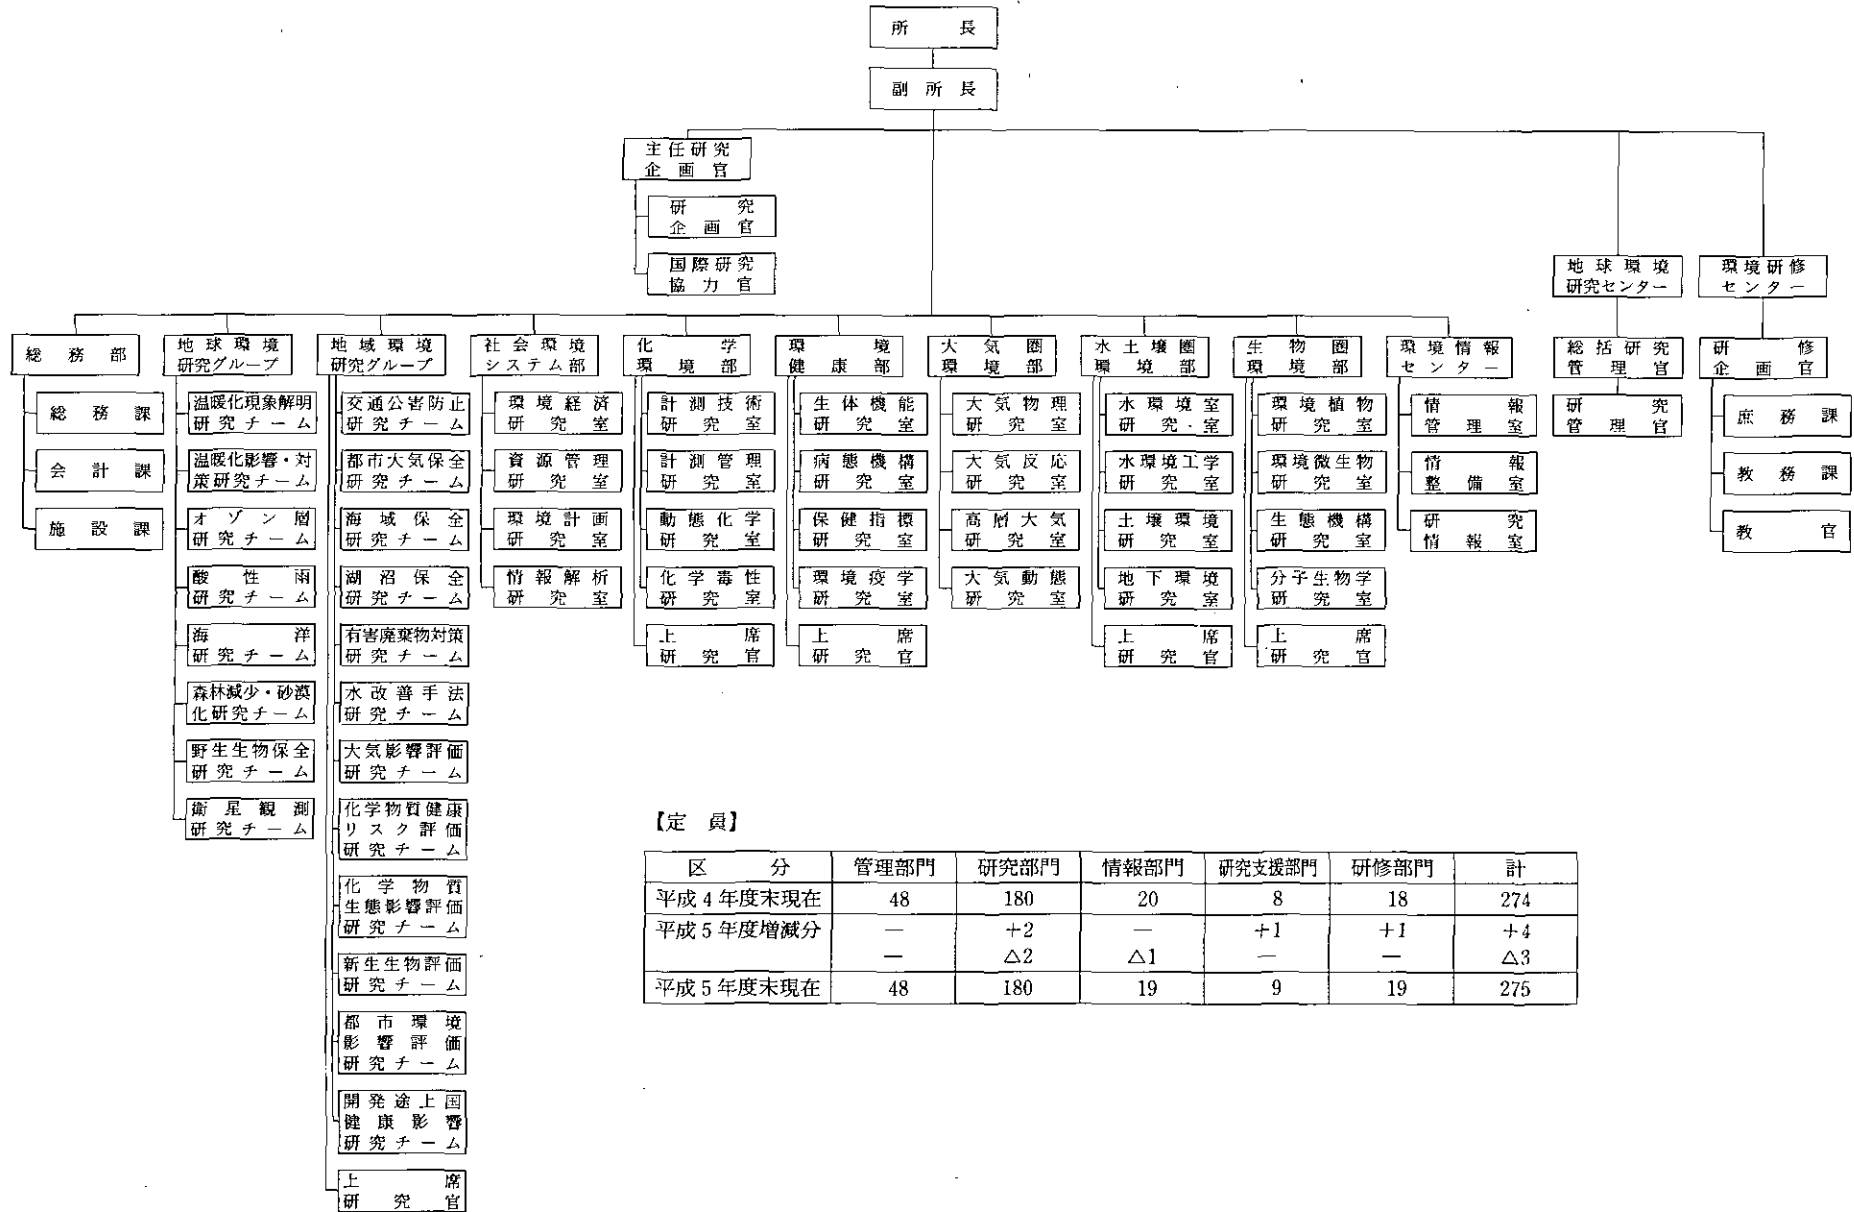 所長
副所長
主任研究
企画官
研究
企画官
国際研究
協力官
地球環境
研究センター
環境研修
センター
総務部
総務課
会計課
施設課
地球環境
研究グループ
温暖化現象解明
研究チーム
温暖化影響・対
策研究チーム
オゾン層
研究チーム
酸性雨
研究チーム
海洋
研究チーム
森林減少・砂漠
化研究チーム
野生生物保全
研究チーム
衛星観測
研究チーム
地域環境
研究グループ
交通公害防止
研究チーム
都市大気保全
研究チーム
海域保全
研究チーム
湖沼保全
研究チーム
有害廃棄物対策
研究チーム
水改善手法
研究チーム
大気影響評価
研究チーム
化学物質健康
リスク評価
研究チーム
化学物質
生態影響評価
研究チーム
新生生物評価
研究チーム
都市環境
影響評価
研究チーム
開発途上国
健康影響
研究チーム
上席
研究官
社会環境
システム部
環境経済
研究室
資源管理
研究室
環境計画
研究室
情報解析
研究室
化学
環境部
計測技術
研究室
計測管理
研究室
動態化学
研究室
化学毒性
研究室
上席
研究官
環境
健康部
生体機能
研究室
病態機構
研究室
保健指標
研究室
環境疫学
研究室
上席
研究官
大気圏
環境部
大気物理
研究室
大気反応
研究室
高層大気
研究室
大気動態
研究室
水土壌圏
環境部
水環境室
研究室
水環境工学
研究室
土壌環境
研究室
地下環境
研究室
上席
研究官
生物圏
環境部
環境植物
研究室
環境微生物
研究室
生態機構
研究室
分子生物学
研究室
上席
研究官
環境情報
センター
情報
管理室
情報
整備室
研究
情報室
総括研究
管理官
研究
管理官
研修
企画官
庶務課
教務課
教官
【定員】
区分 管理部門 研究部門 情報部門 研究支援部門 研修部門 計
平成4年度末現在 48 180 20 8 18 274
平成5年度増減分 — +2 — +1 +1 +4
— △2 △1 — — △3
平成5年度末現在 48 180 19 9 19 275